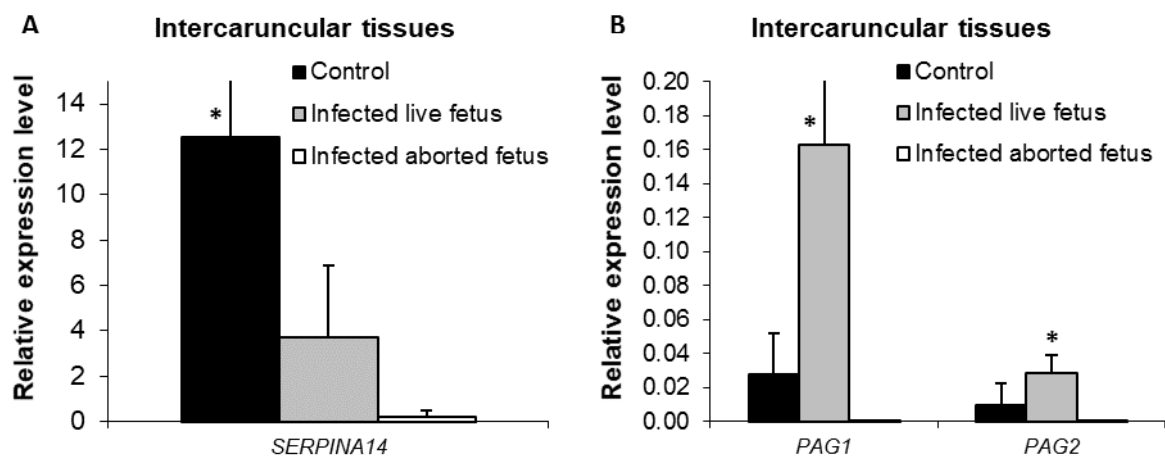 A
Intercaruncular tissues
Relative expression level
14
12
10
8
6
4
2
0
*
Control
Infected live fetus
Infected aborted fetus
SERPINA14
B
Intercaruncular tissues
Relative expression level
0.20
0.18
0.16
0.14
0.12
0.10
0.08
0.06
0.04
0.02
0.00
*
*
Control
Infected live fetus
Infected aborted fetus
PAG1
PAG2